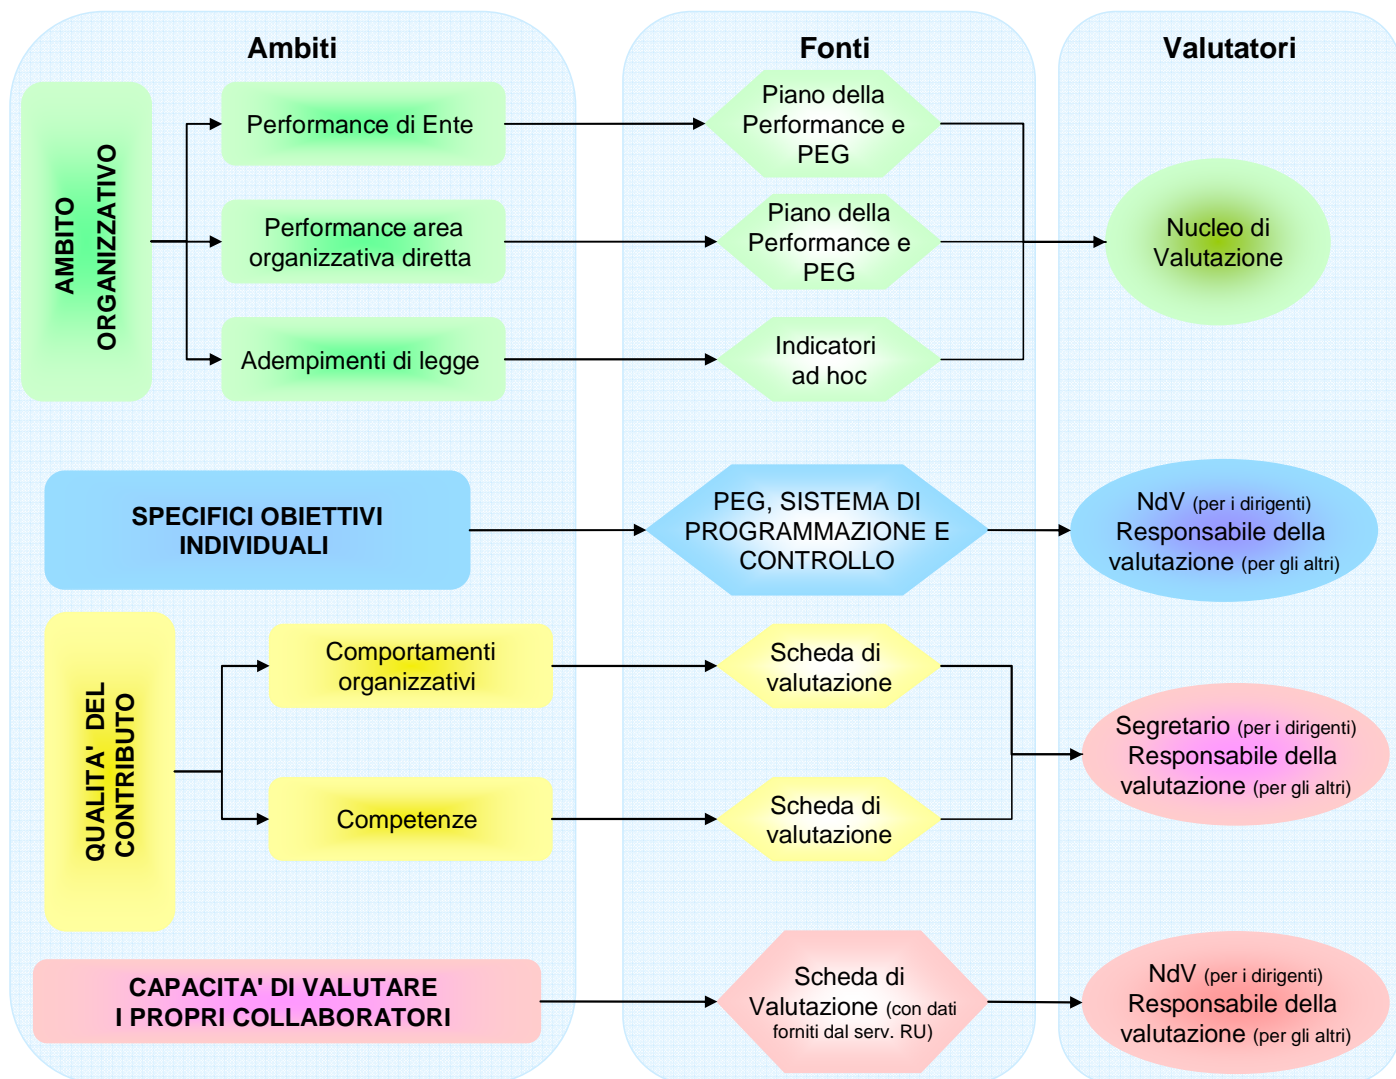 Ambiti
Fonti
Valutatori
AMBITO
ORGANIZZATIVO
Performance di Ente
Piano della
Performance e
PEG
Performance area
organizzativa diretta
Piano della
Performance e
PEG
Nucleo di
Valutazione
Adempimenti di legge
Indicatori
ad hoc
SPECIFICI OBIETTIVI
INDIVIDUALI
PEG, SISTEMA DI
PROGRAMMAZIONE E
CONTROLLO
NdV (per i dirigenti)
Responsabile della
valutazione (per gli altri)
QUALITA' DEL
CONTRIBUTO
Comportamenti
organizzativi
Scheda di
valutazione
Competenze
Scheda di
valutazione
Segretario (per i dirigenti)
Responsabile della
valutazione (per gli altri)
CAPACITA' DI VALUTARE
I PROPRI COLLABORATORI
Scheda di
Valutazione (con dati
forniti dal serv. RU)
NdV (per i dirigenti)
Responsabile della
valutazione (per gli altri)